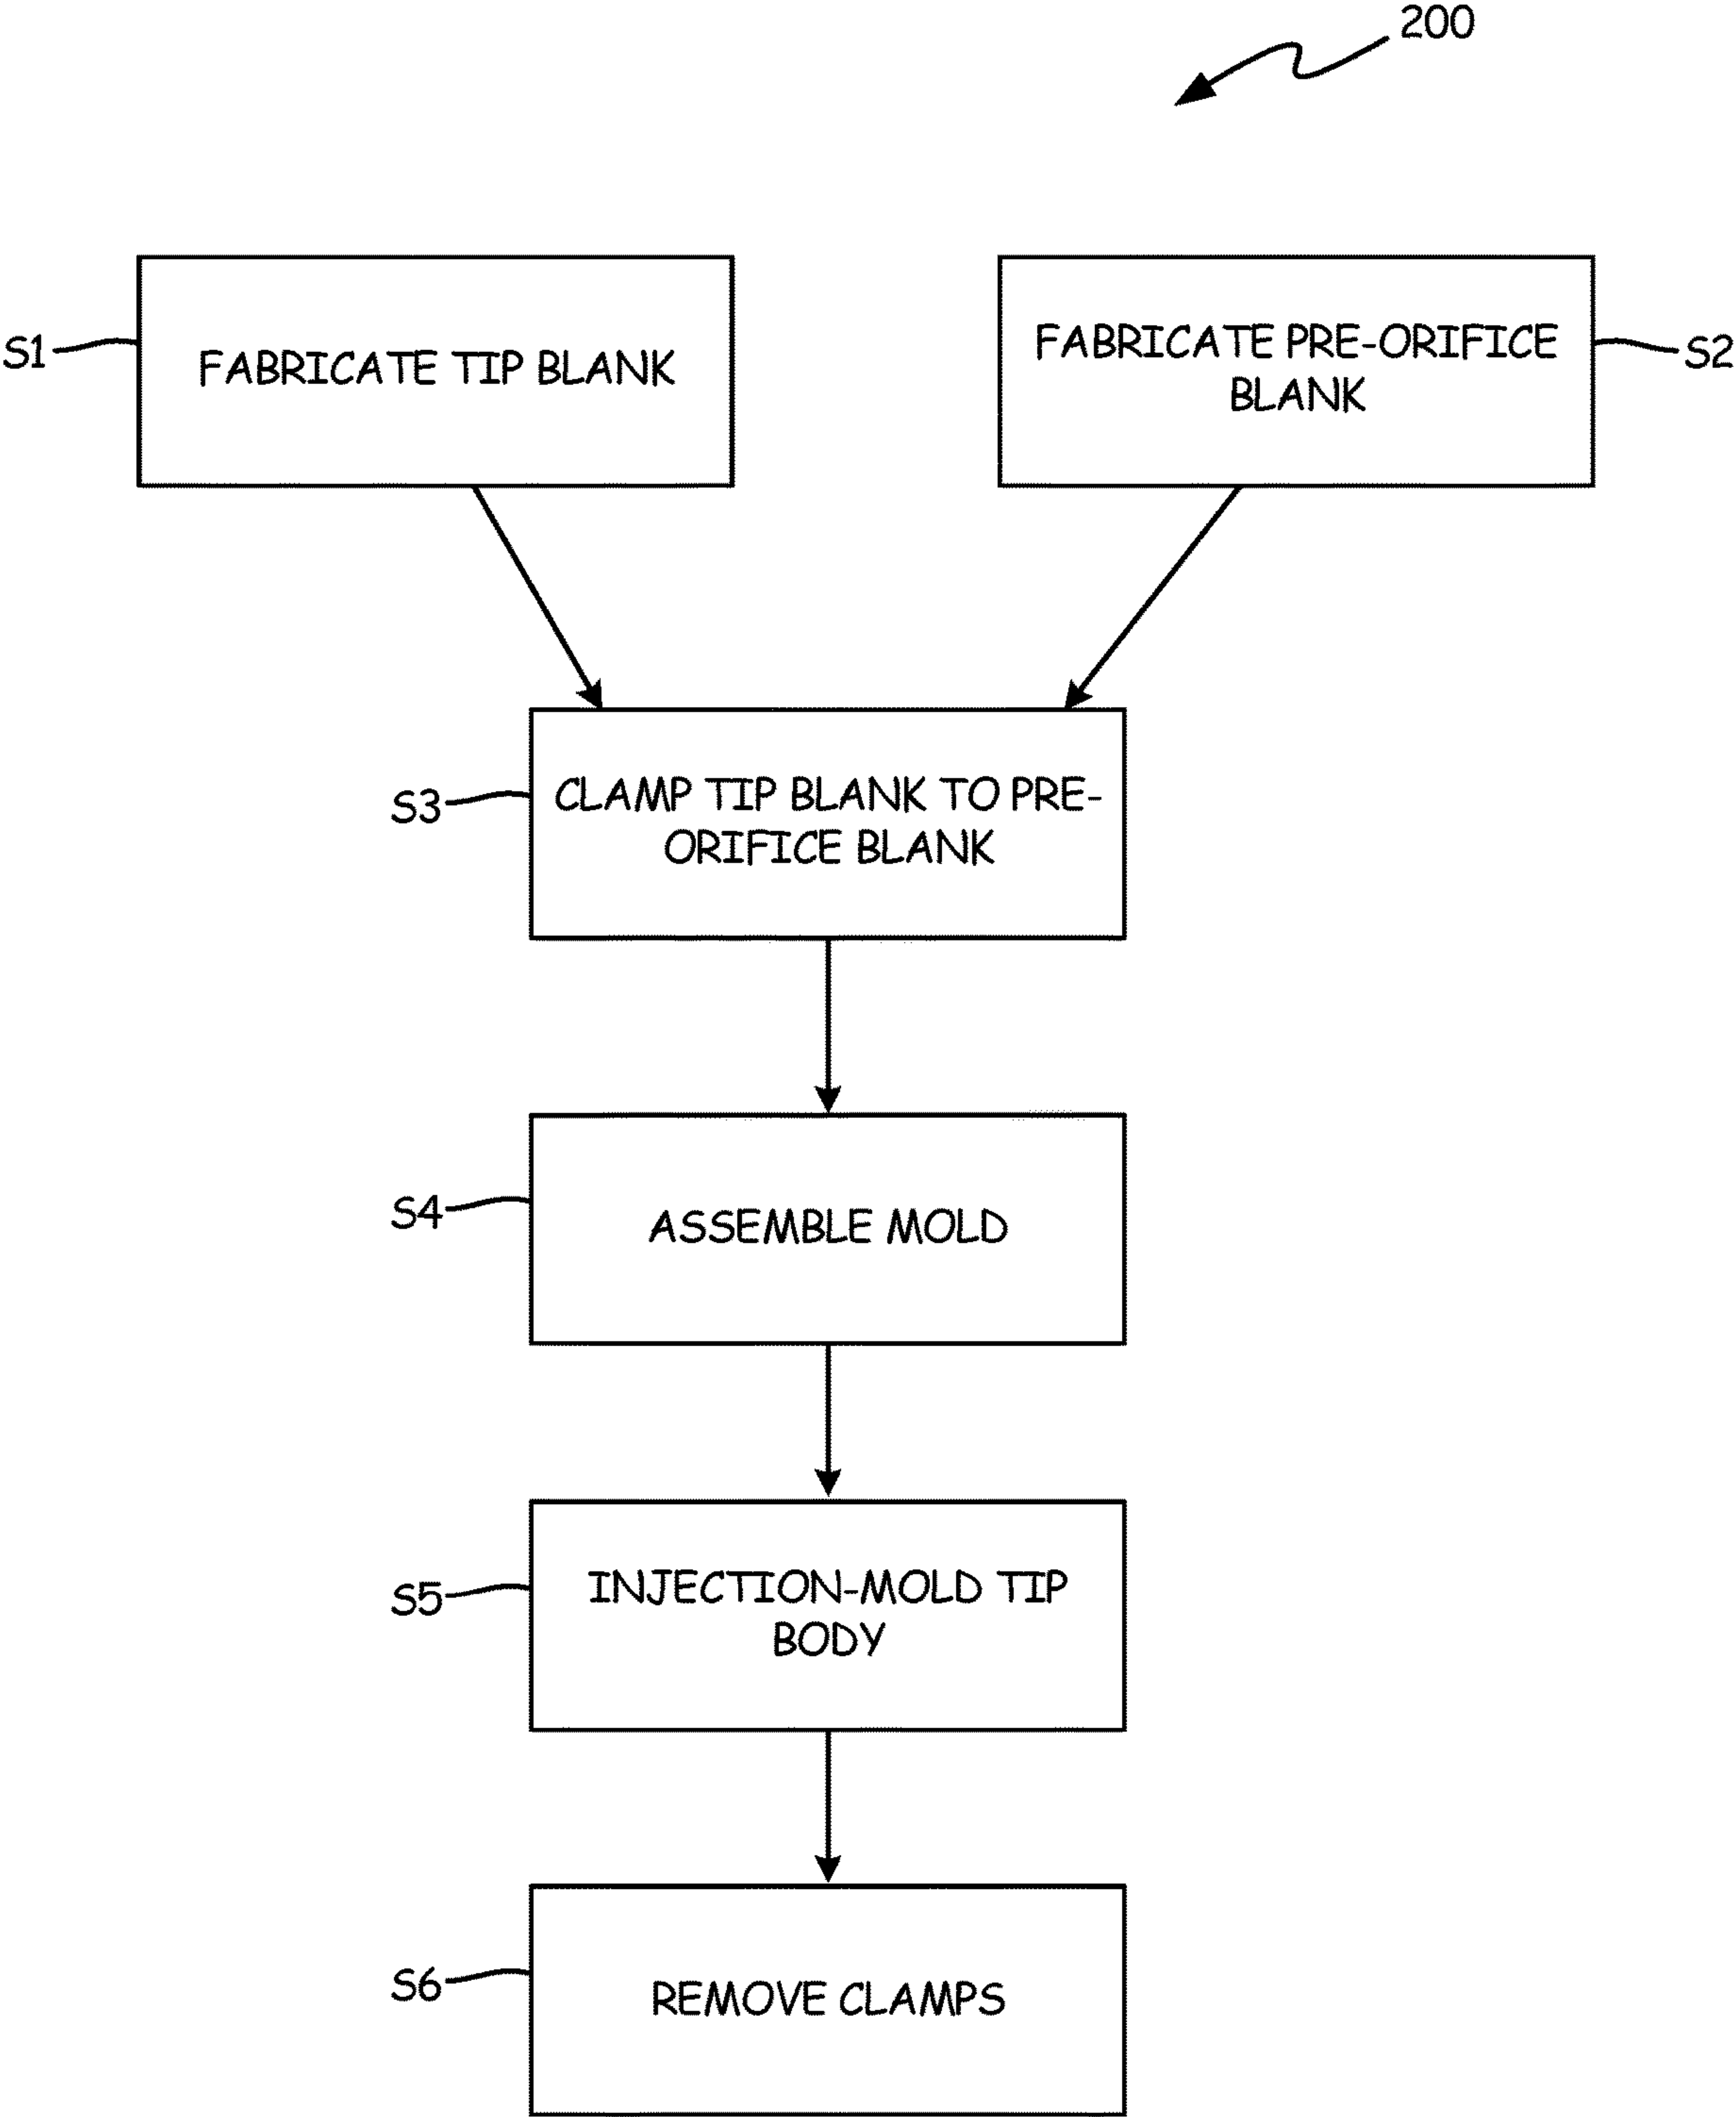 200
S1
FABRICATE TIP BLANK
FABRICATE PRE-ORIFICE
BLANK
S2
S3
CLAMP TIP BLANK TO PRE-
ORIFICE BLANK
S4
ASSEMBLE MOLD
S5
INJECTION-MOLD TIP
BODY
S6
REMOVE CLAMPS